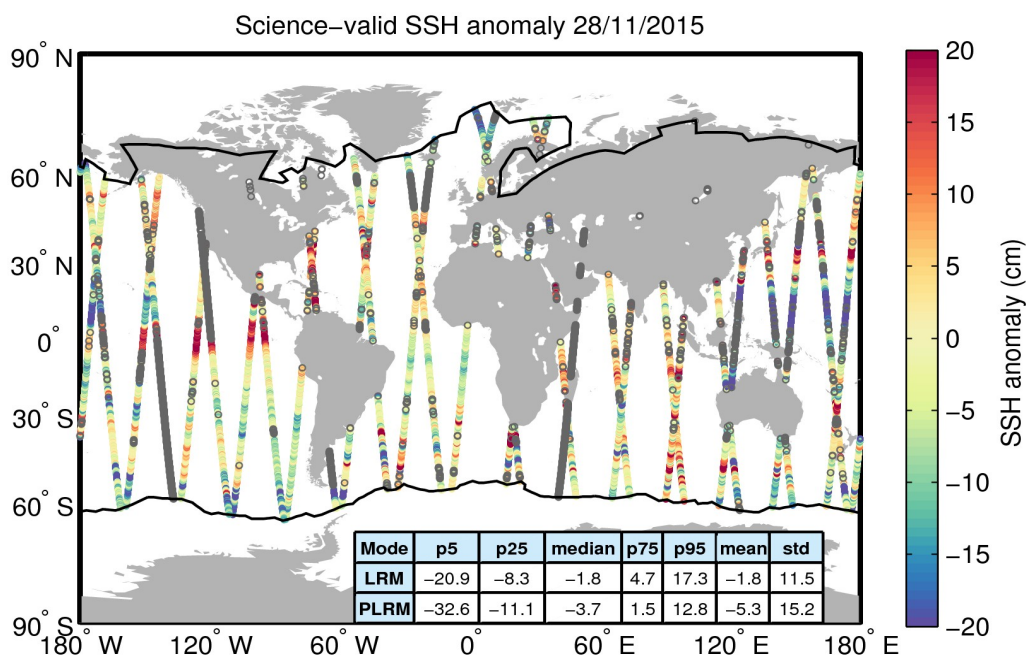 Science−valid SSH anomaly 28/11/2015
90° N
60° N
30° N
0°
30° S
60° S
90° S
180° W
120° W
60° W
0°
60° E
120° E
180° E
Mode p5 p25 median p75 p95 mean std
LRM −20.9 −8.3 −1.8 4.7 17.3 −1.8 11.5
PLRM −32.6 −11.1 −3.7 1.5 12.8 −5.3 15.2
20
15
10
5
0
−5
−10
−15
−20
SSH anomaly (cm)